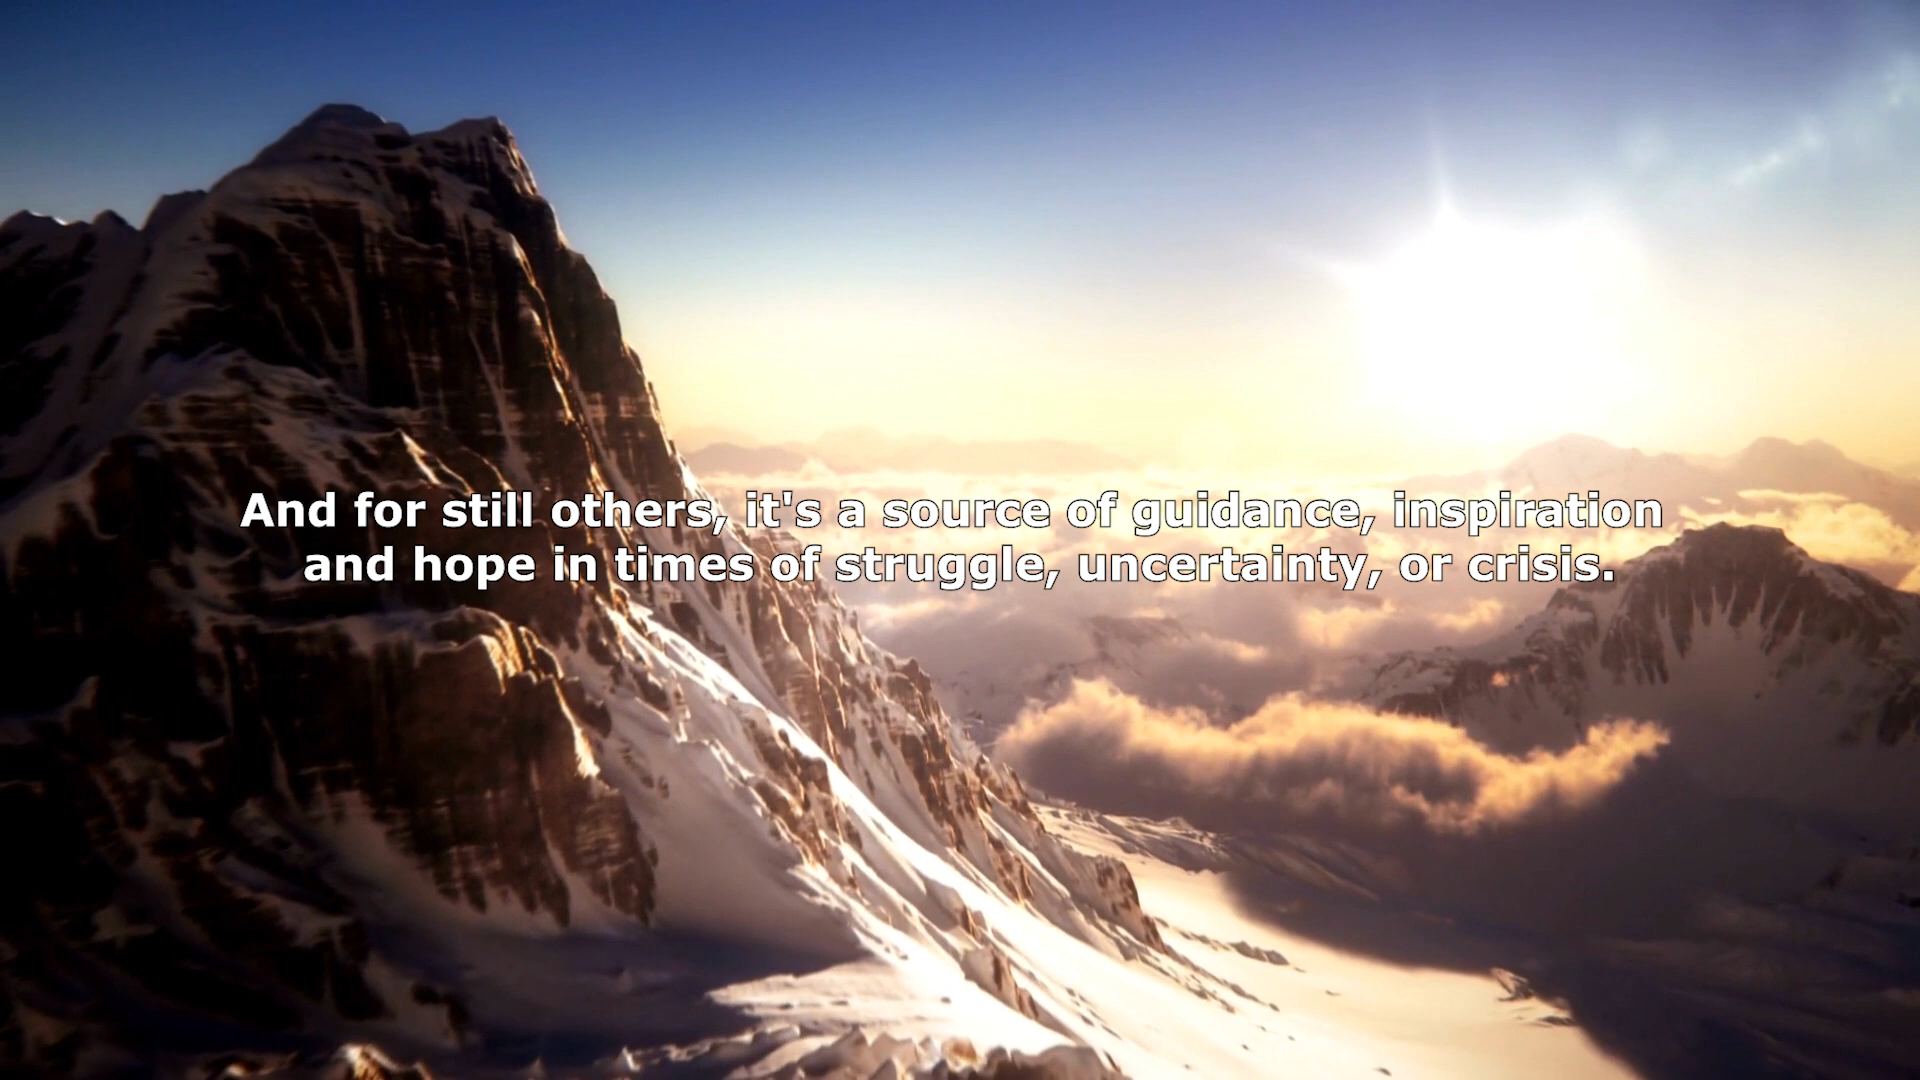 And for still others, it's a source of guidance, inspiration
and hope in times of struggle, uncertainty, or crisis.